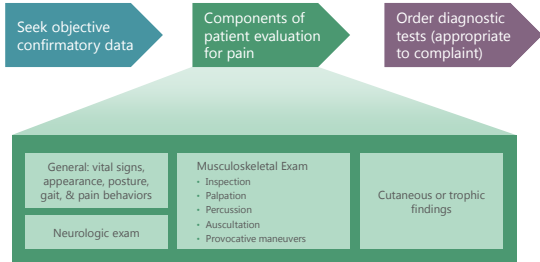 Seek objective
confirmatory data
Components of
patient evaluation
for pain
Order diagnostic
tests (appropriate
to complaint)
General: vital signs,
appearance, posture,
gait, & pain behaviors
Neurologic exam
Musculoskeletal Exam
• Inspection
• Palpation
• Percussion
• Auscultation
• Provocative maneuvers
Cutaneous or trophic
findings